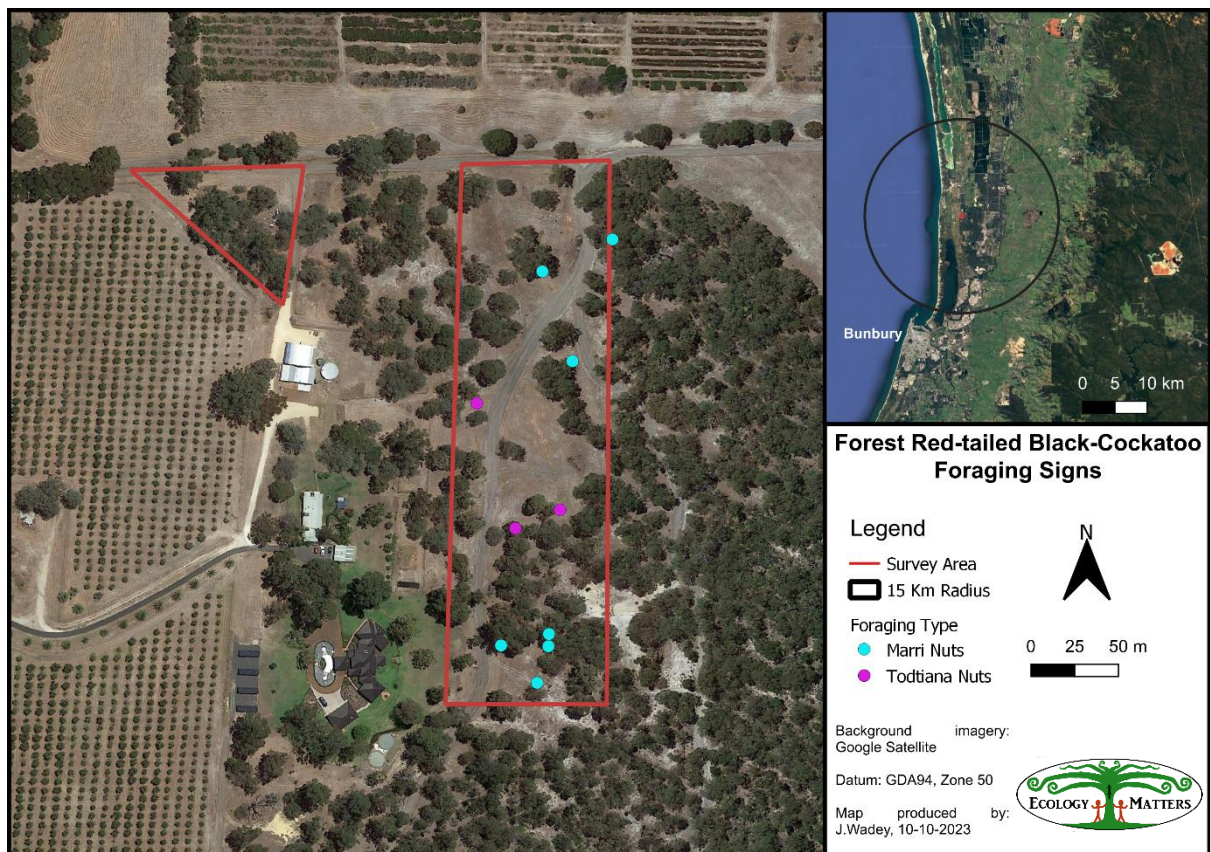 Bunbury
0 5 10 km
Forest Red-tailed Black-Cockatoo
Foraging Signs
Legend
Survey Area
15 Km Radius
Foraging Type
Marri Nuts
Todtiana Nuts
N
0 25 50 m
Background imagery:
Google Satellite
Datum: GDA94, Zone 50
Map produced by:
J.Wadey, 10-10-2023
ECOLOGY MATTERS